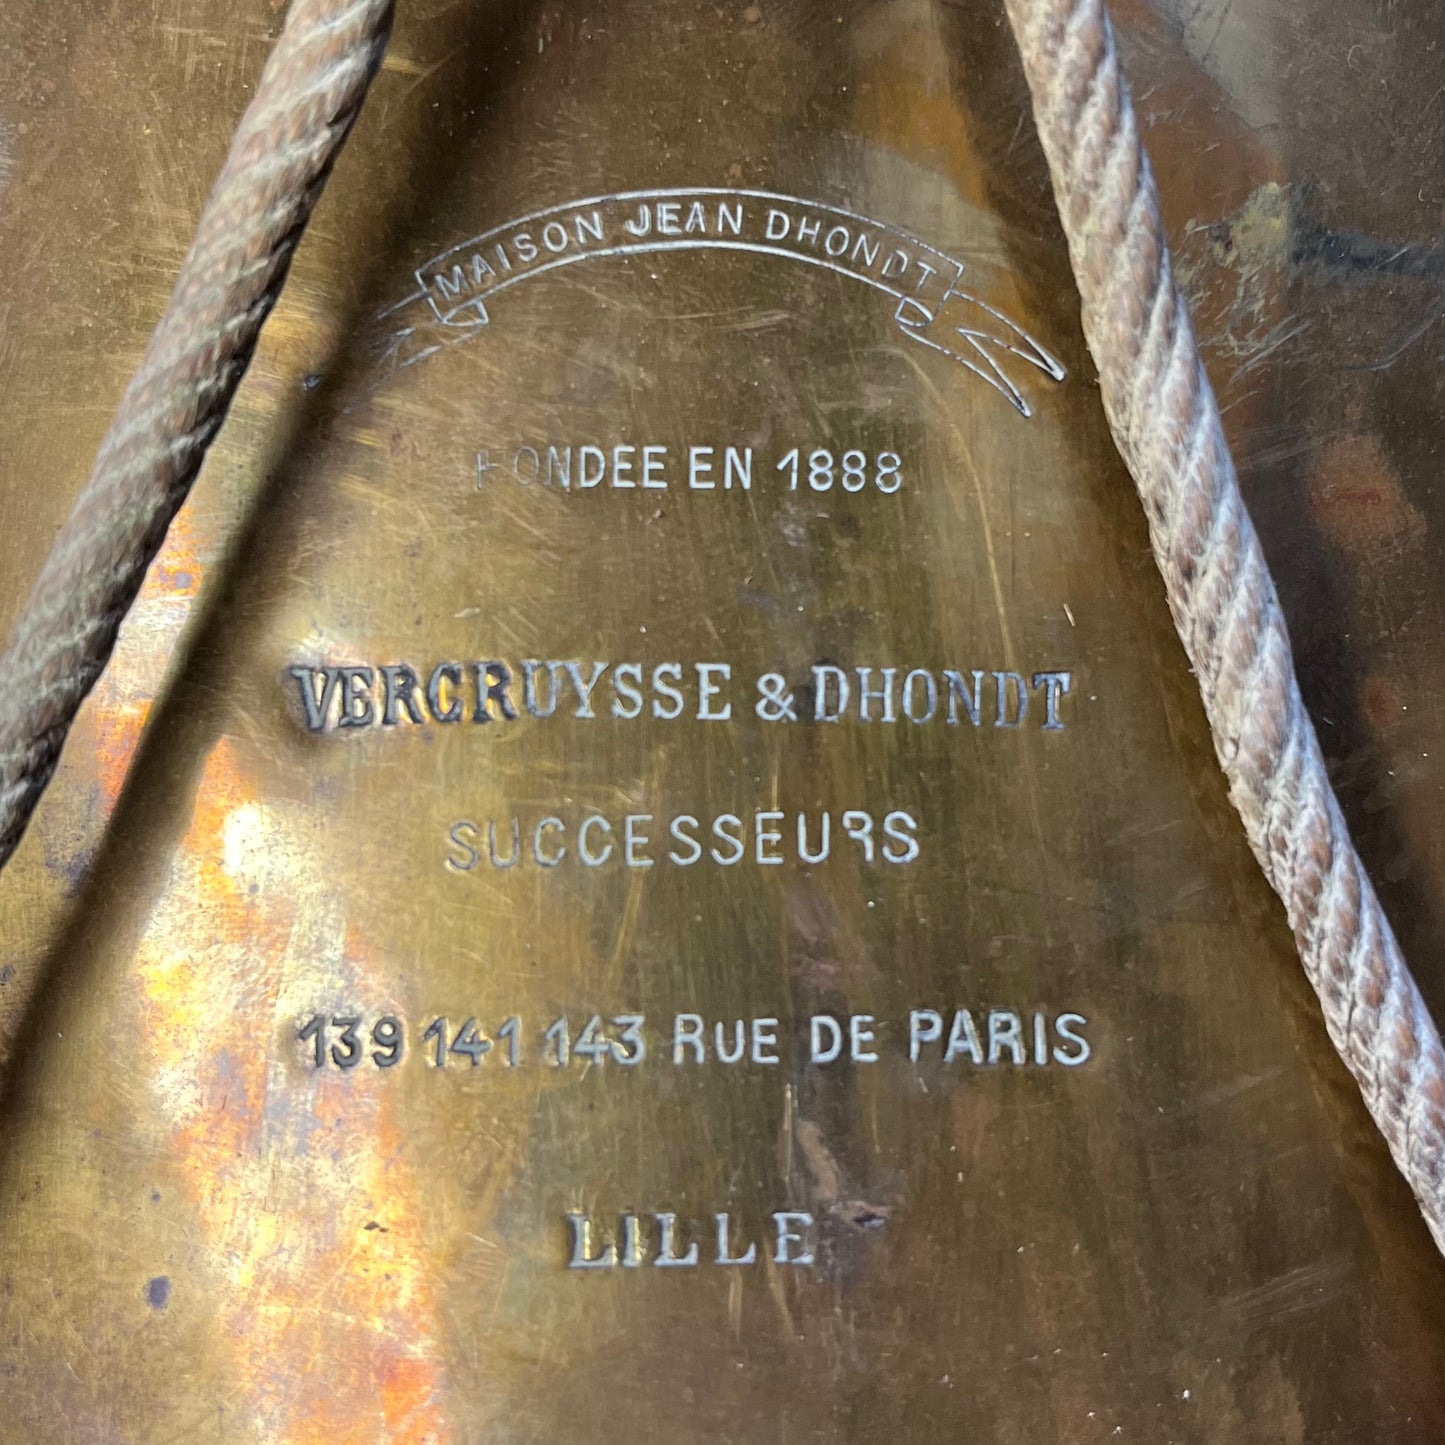 MAISON JEAN DHONDT
FONDEE EN 1888
VERCRUYSSE & DHONDT
SUCCESSEURS
139 141 143 RUE DE PARIS
LILLE